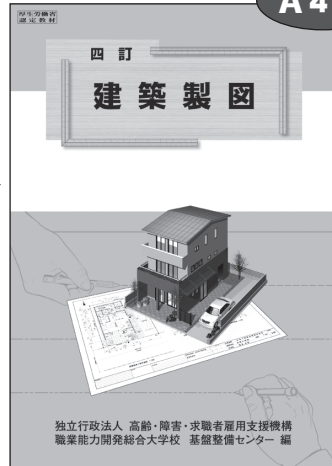 A4
厚生労働省
認定教材
四訂
建築製図
独立行政法人 高齢・障害・求職者雇用支援機構
職業能力開発総合大学校 基盤整備センター 編